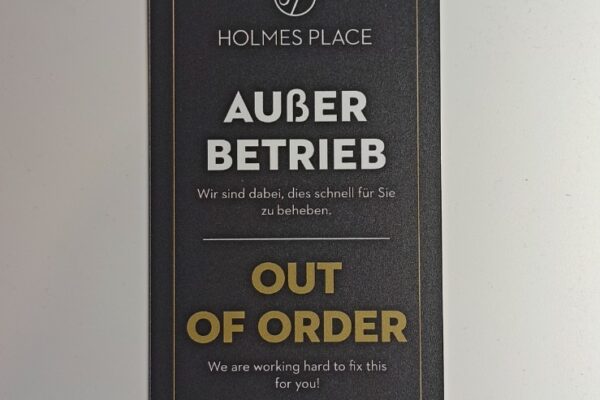 HOLMES PLACE
AUßER
BETRIEB
Wir sind dabei, dies schnell für Sie
zu beheben.
OUT
OF ORDER
We are working hard to fix this
for you!